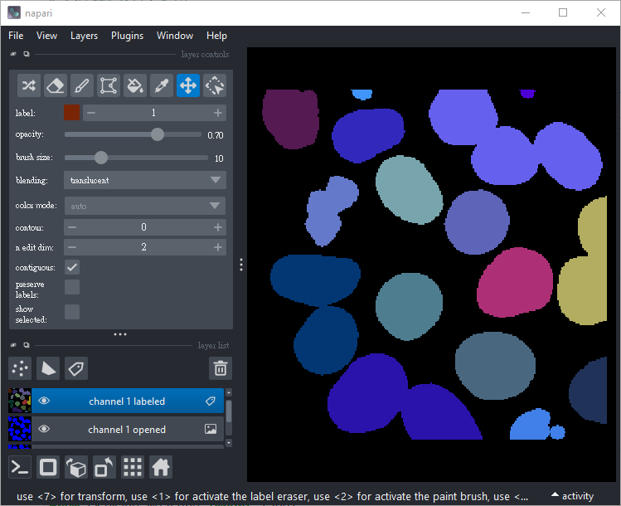 napari
File View Layers Plugins Window Help
layer controls
label: 1
opacity: 0.70
brush size: 10
blending: translucent
color mode: auto
contour: 0
n edit dim: 2
contiguous:
preserve
labels:
show
selected:
layer list
channel 1 labeled
channel 1 opened
use <7> for transform, use <1> for activate the label eraser, use <2> for activate the paint brush, use <... activity